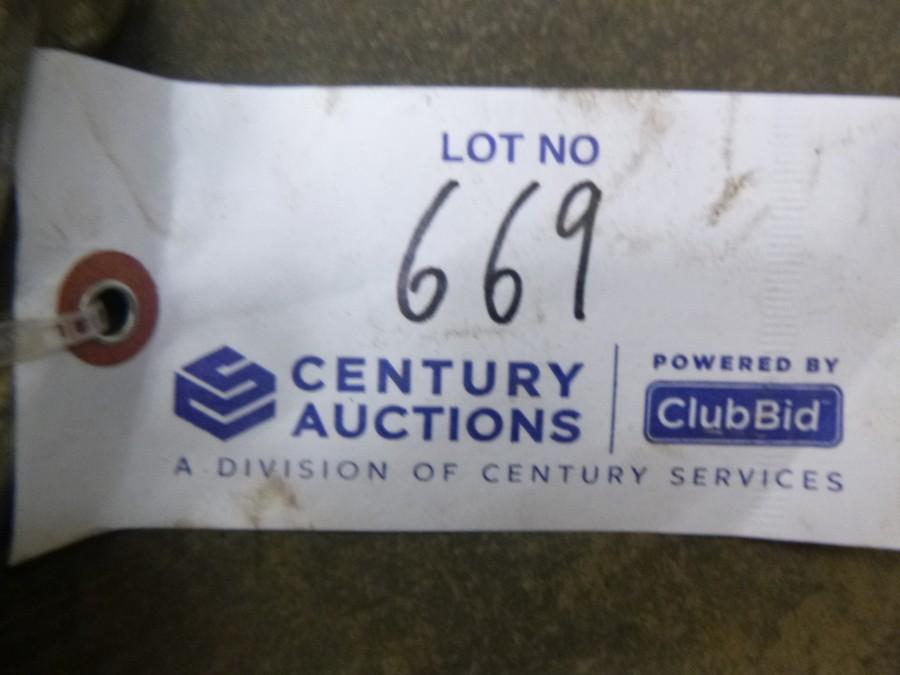 LOT NO
669
CENTURY
AUCTIONS
POWERED BY
ClubBid
A DIVISION OF CENTURY SERVICES